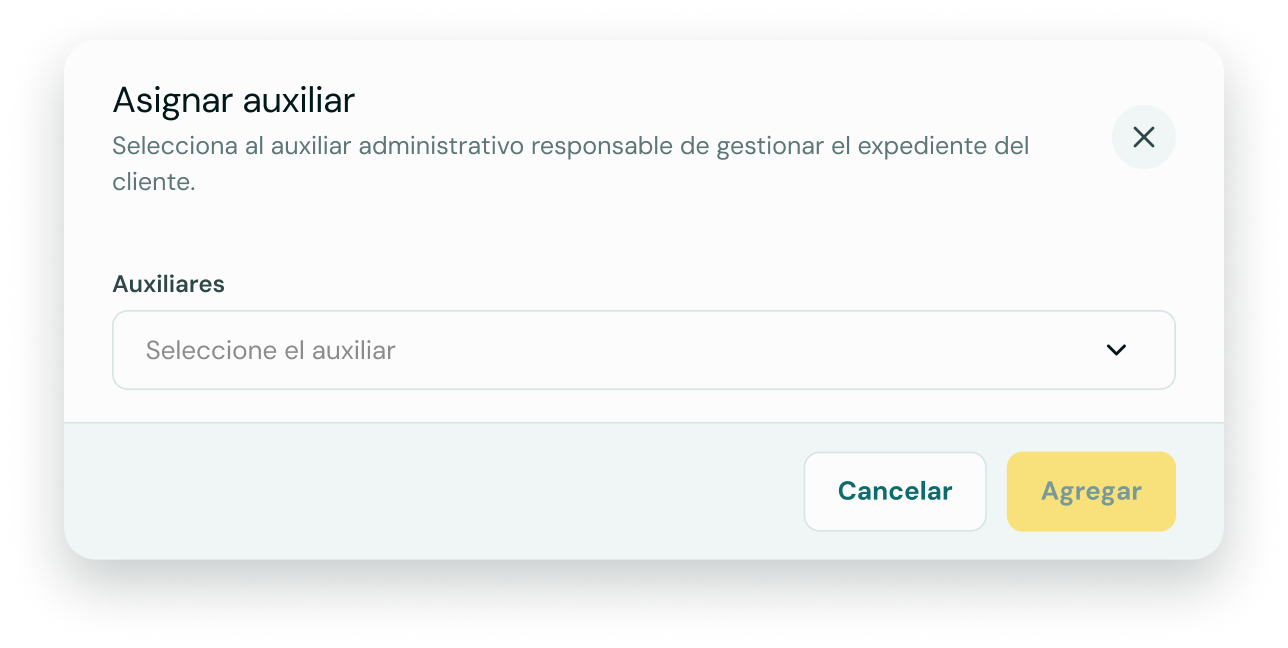 Asignar auxiliar
Selecciona al auxiliar administrativo responsable de gestionar el expediente del
cliente.
Auxiliares
Seleccione el auxiliar
Cancelar
Agregar